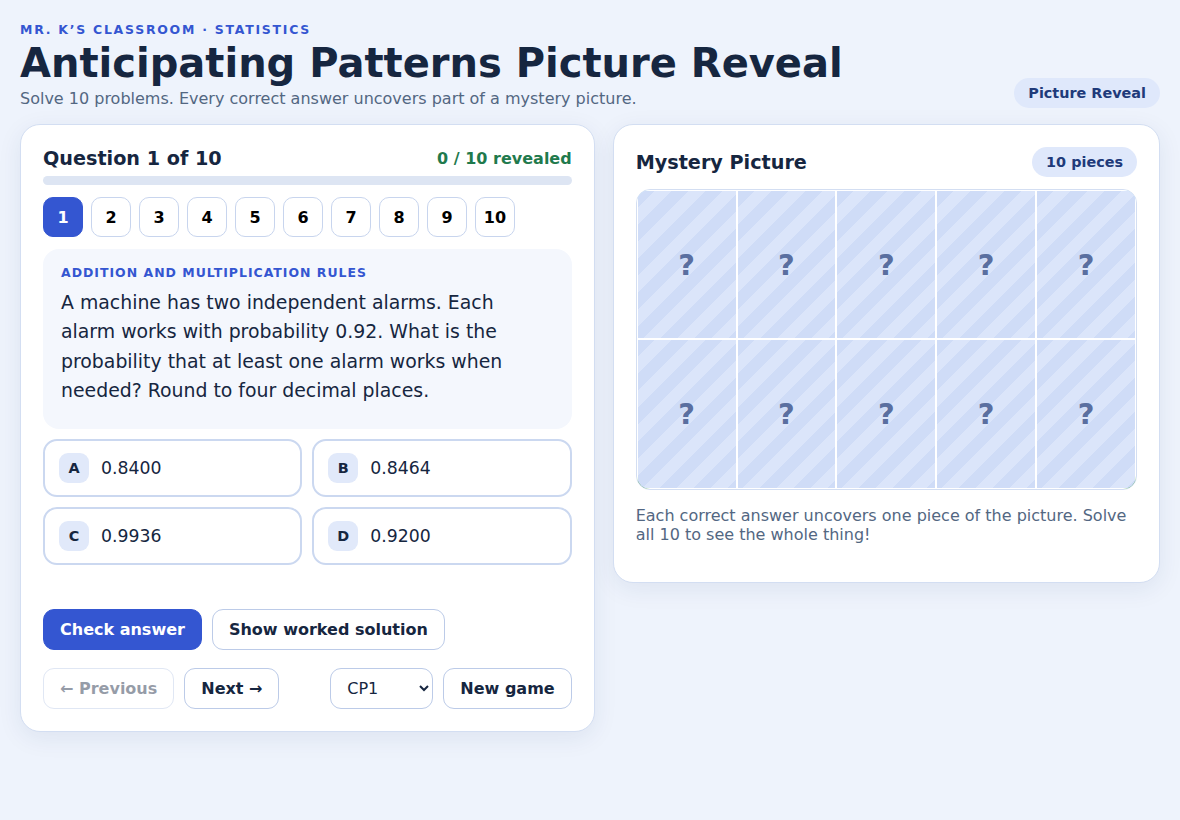 MR. K’S CLASSROOM · STATISTICS
Anticipating Patterns Picture Reveal
Solve 10 problems. Every correct answer uncovers part of a mystery picture.
Picture Reveal
Question 1 of 10
0 / 10 revealed
1 2 3 4 5 6 7 8 9 10
ADDITION AND MULTIPLICATION RULES
A machine has two independent alarms. Each
alarm works with probability 0.92. What is the
probability that at least one alarm works when
needed? Round to four decimal places.
A 0.8400
B 0.8464
C 0.9936
D 0.9200
Check answer
Show worked solution
← Previous
Next →
CP1
New game
Mystery Picture
10 pieces
? ? ? ? ?
? ? ? ? ?
Each correct answer uncovers one piece of the picture. Solve
all 10 to see the whole thing!